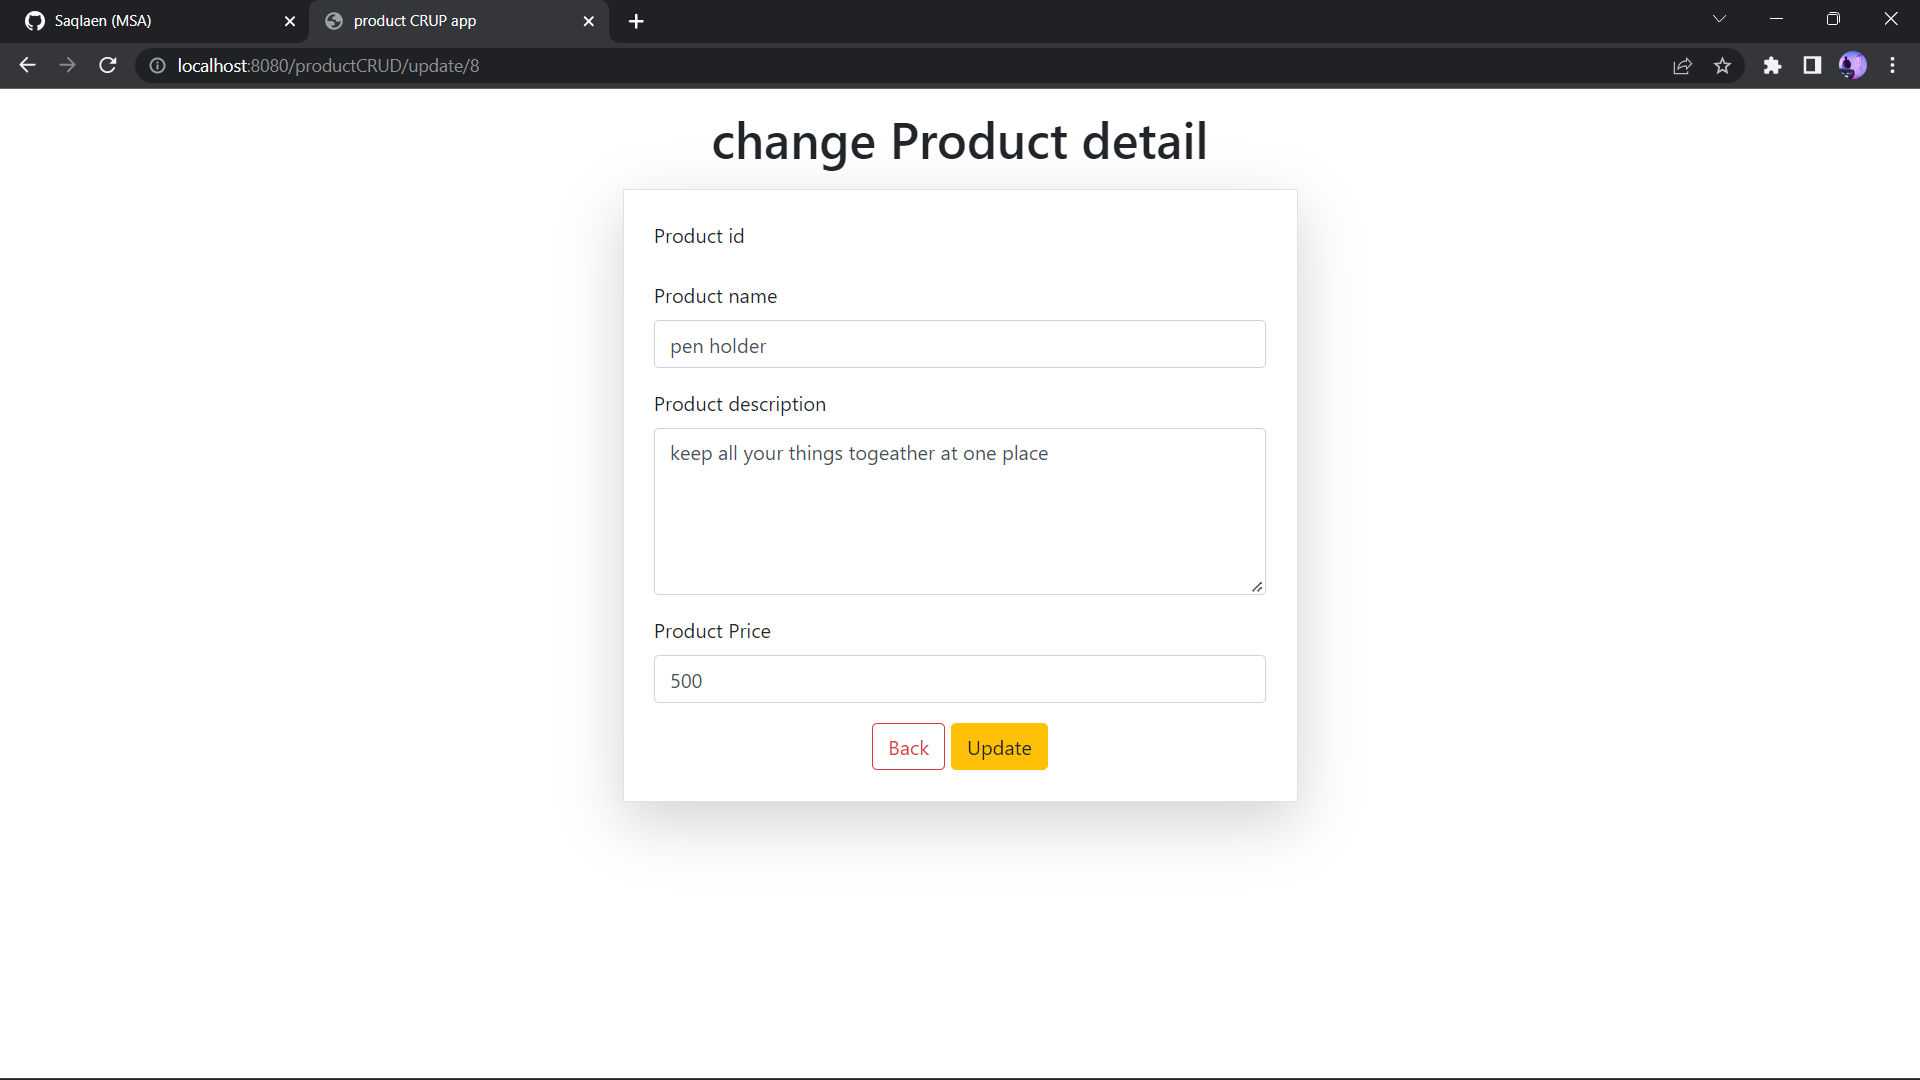 Saqlaen (MSA)
product CRUP app
localhost:8080/productCRUD/update/8
change Product detail
Product id
Product name
pen holder
Product description
keep all your things togeather at one place
Product Price
500
Back Update